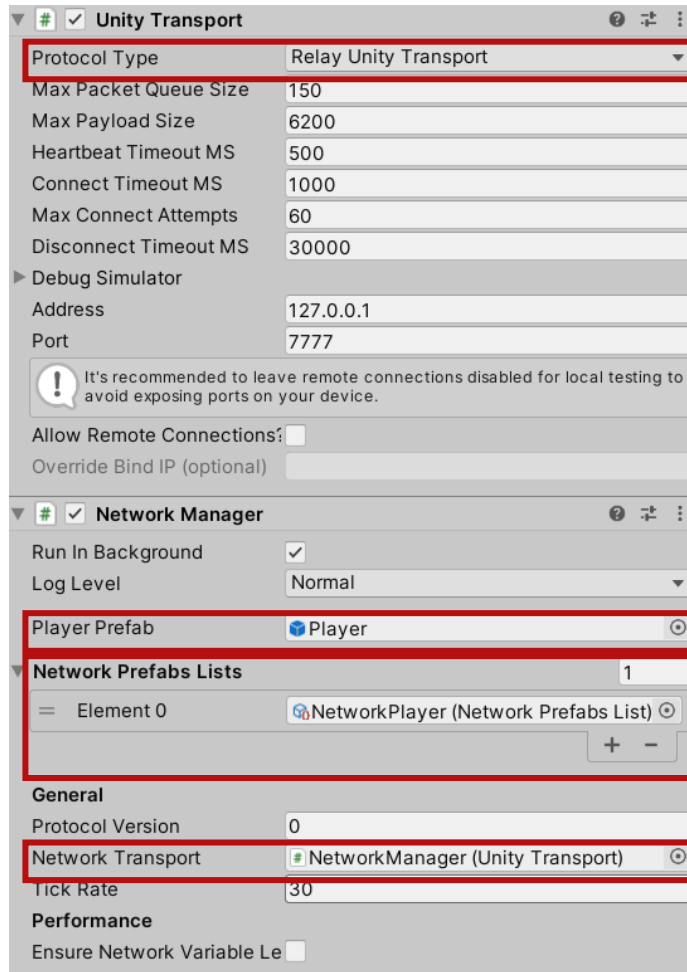 Unity Transport
Protocol Type Relay Unity Transport
Max Packet Queue Size 150
Max Payload Size 6200
Heartbeat Timeout MS 500
Connect Timeout MS 1000
Max Connect Attempts 60
Disconnect Timeout MS 30000
Debug Simulator
Address 127.0.0.1
Port 7777
It's recommended to leave remote connections disabled for local testing to
avoid exposing ports on your device.
Allow Remote Connections?
Override Bind IP (optional)
Network Manager
Run In Background
Log Level Normal
Player Prefab Player
Network Prefabs Lists 1
Element 0 NetworkPlayer (Network Prefabs List)
General
Protocol Version 0
Network Transport NetworkManager (Unity Transport)
Tick Rate 30
Performance
Ensure Network Variable Le